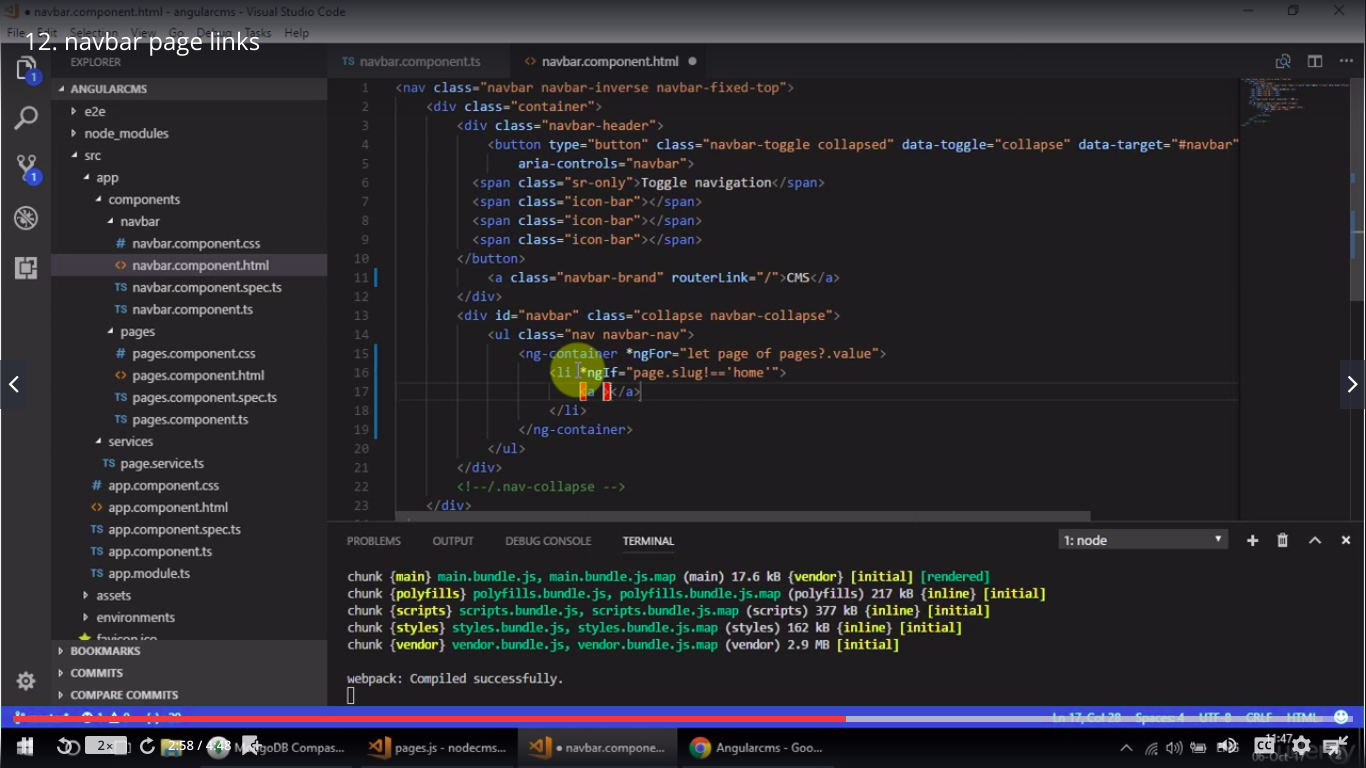 navbar.component.html - angularcms - Visual Studio Code
File Edit Selection View Go Debug Tasks Help
12. navbar page links
EXPLORER
ANGULARCMS
e2e
node_modules
src
app
components
navbar
navbar.component.css
navbar.component.html
navbar.component.spec.ts
navbar.component.ts
pages
pages.component.css
pages.component.html
pages.component.spec.ts
pages.component.ts
services
page.service.ts
app.component.css
app.component.html
app.component.spec.ts
app.component.ts
app.module.ts
assets
environments
favicon.ico
BOOKMARKS
COMMITS
COMPARE COMMITS
TS navbar.component.ts <> navbar.component.html
1 <nav class="navbar navbar-inverse navbar-fixed-top">
2 <div class="container">
3 <div class="navbar-header">
4 <button type="button" class="navbar-toggle collapsed" data-toggle="collapse" data-target="#navbar"
5 aria-controls="navbar">
6 <span class="sr-only">Toggle navigation</span>
7 <span class="icon-bar"></span>
8 <span class="icon-bar"></span>
9 <span class="icon-bar"></span>
10 </button>
11 <a class="navbar-brand" routerLink="/">CMS</a>
12 </div>
13 <div id="navbar" class="collapse navbar-collapse">
14 <ul class="nav navbar-nav">
15 <ng-container *ngFor="let page of pages?.value">
16 <li *ngIf="page.slug!=='home'">
17 <a ></a>
18 </li>
19 </ng-container>
20 </ul>
21 </div>
22 <!--/.nav-collapse -->
23 </div>
PROBLEMS OUTPUT DEBUG CONSOLE TERMINAL 1: node
chunk {main} main.bundle.js, main.bundle.js.map (main) 17.6 kB {vendor} [initial] [rendered]
chunk {polyfills} polyfills.bundle.js, polyfills.bundle.js.map (polyfills) 217 kB {inline} [initial]
chunk {scripts} scripts.bundle.js, scripts.bundle.js.map (scripts) 377 kB {inline} [initial]
chunk {styles} styles.bundle.js, styles.bundle.js.map (styles) 162 kB {inline} [initial]
chunk {vendor} vendor.bundle.js, vendor.bundle.js.map (vendor) 2.9 MB [initial]
webpack: Compiled successfully.
Ln 17, Col 28 Spaces: 4 UTF-8 CRLF HTML
2x 2:58 / 4:48 MongoDB Compas... pages.js - nodecms... navbar.compone... Angularcms - Goo... CC 11:47
06-Oct-17